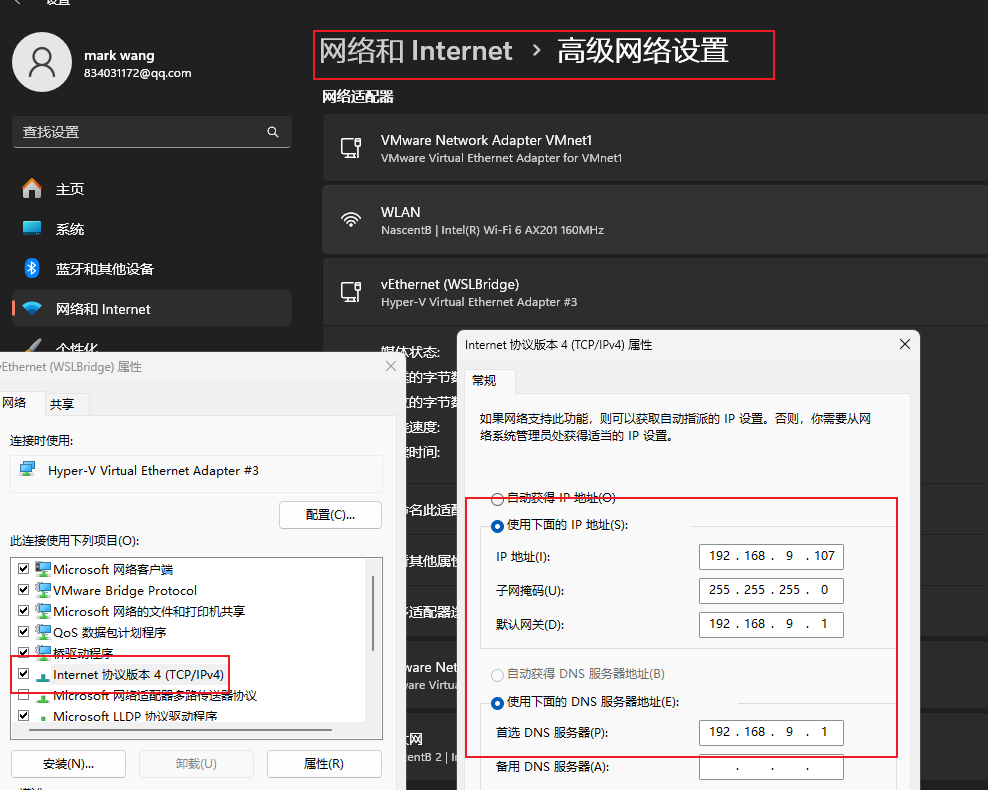 设置
mark wang
834031172@qq.com
查找设置
主页
系统
蓝牙和其他设备
网络和 Internet
个性化
网络和 Internet › 高级网络设置
网络适配器
VMware Network Adapter VMnet1
VMware Virtual Ethernet Adapter for VMnet1
WLAN
NascentB | Intel(R) Wi-Fi 6 AX201 160MHz
vEthernet (WSLBridge)
Hyper-V Virtual Ethernet Adapter #3
媒体状态:
的字节数
的字节数
速度:
时间:
命名此适配
其他属性
适配器选
ware Net
ware Virtua
太网
centB 2 | In
vEthernet (WSLBridge) 属性
网络
共享
连接时使用:
Hyper-V Virtual Ethernet Adapter #3
配置(C)...
此连接使用下列项目(O):
Microsoft 网络客户端
VMware Bridge Protocol
Microsoft 网络的文件和打印机共享
QoS 数据包计划程序
桥驱动程序
Internet 协议版本 4 (TCP/IPv4)
Microsoft 网络适配器多路传送器协议
Microsoft LLDP 协议驱动程序
安装(N)...
卸载(U)
属性(R)
Internet 协议版本 4 (TCP/IPv4) 属性
常规
如果网络支持此功能，则可以获取自动指派的 IP 设置。否则，你需要从网
络系统管理员处获得适当的 IP 设置。
自动获得 IP 地址(O)
使用下面的 IP 地址(S):
IP 地址(I):
192 . 168 . 9 . 107
子网掩码(U):
255 . 255 . 255 . 0
默认网关(D):
192 . 168 . 9 . 1
自动获得 DNS 服务器地址(B)
使用下面的 DNS 服务器地址(E):
首选 DNS 服务器(P):
192 . 168 . 9 . 1
备用 DNS 服务器(A):
. . .